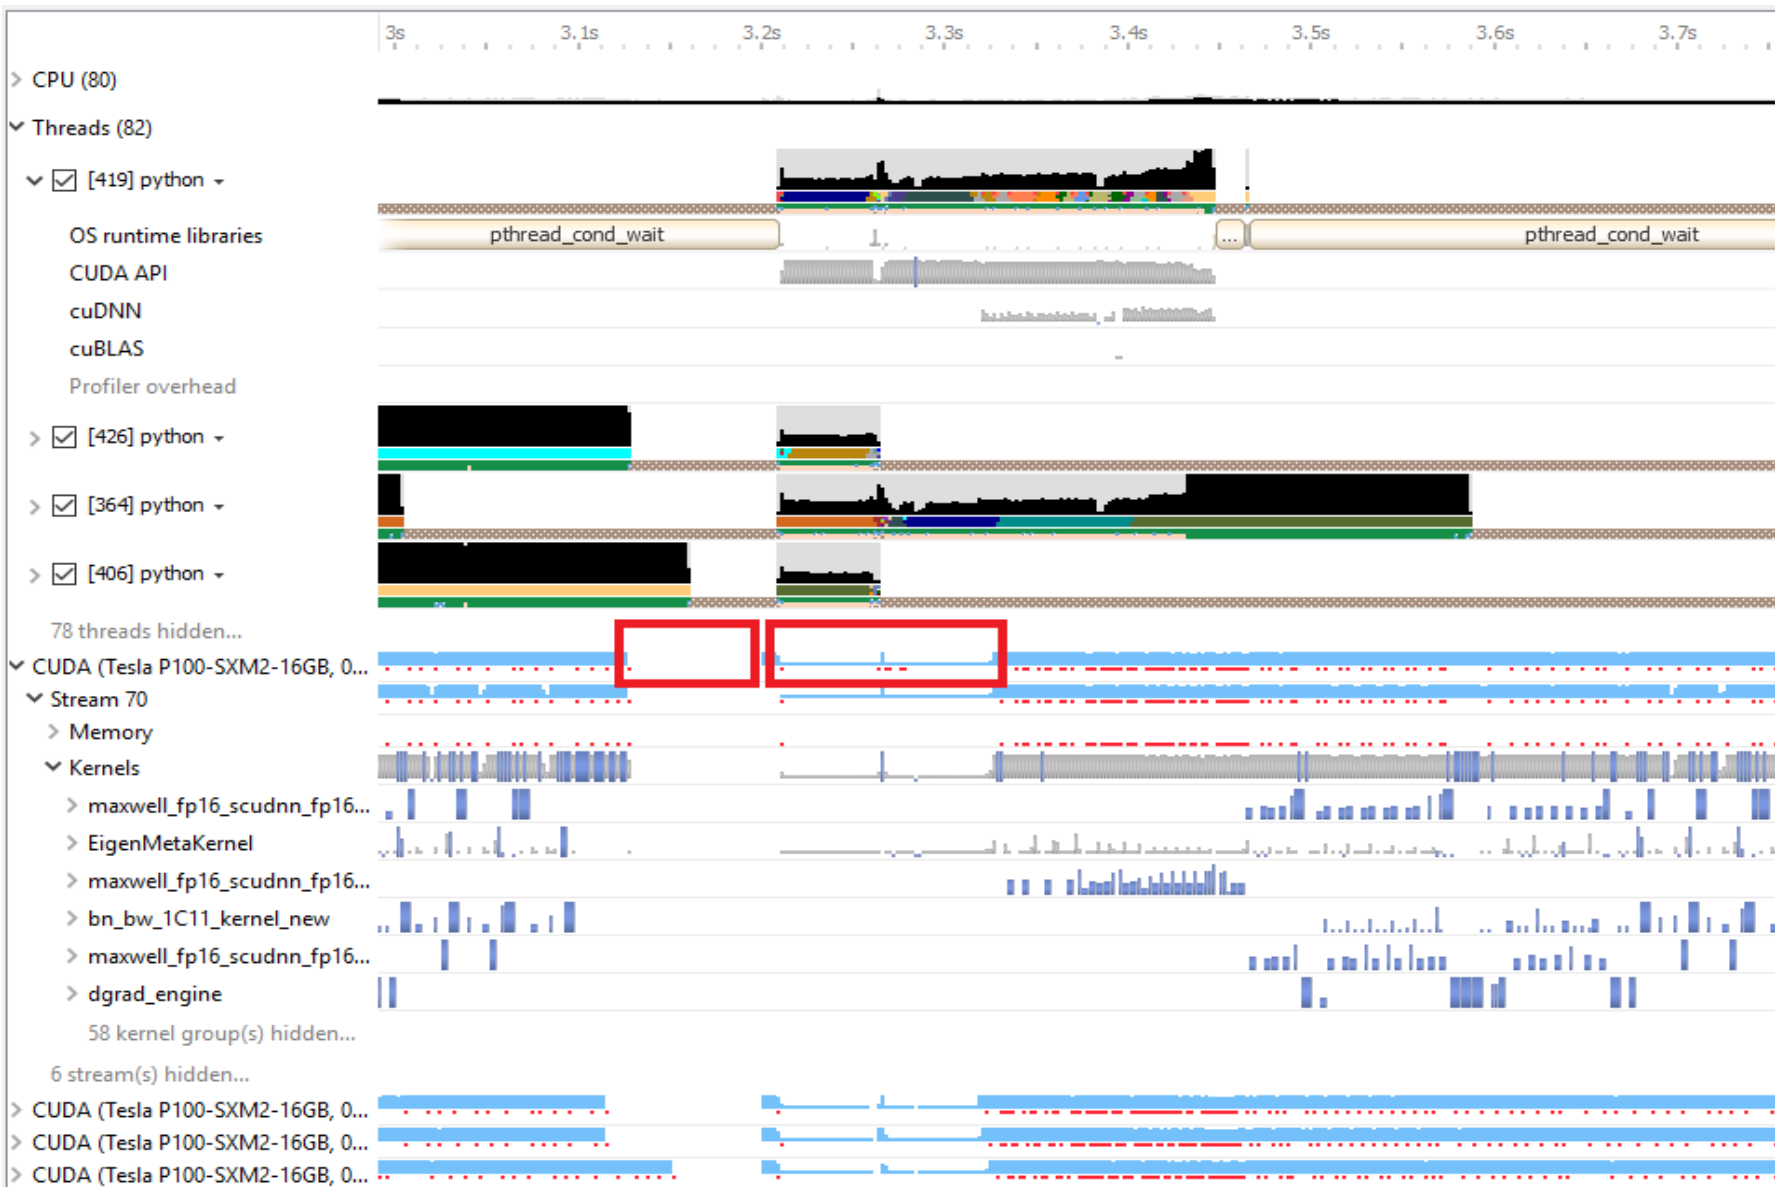 3s 3.1s 3.2s 3.3s 3.4s 3.5s 3.6s 3.7s
CPU (80)
Threads (82)
[419] python
OS runtime libraries pthread_cond_wait ... pthread_cond_wait
CUDA API
cuDNN
cuBLAS
Profiler overhead
[426] python
[364] python
[406] python
78 threads hidden...
CUDA (Tesla P100-SXM2-16GB, 0...
Stream 70
Memory
Kernels
maxwell_fp16_scudnn_fp16...
EigenMetaKernel
maxwell_fp16_scudnn_fp16...
bn_bw_1C11_kernel_new
maxwell_fp16_scudnn_fp16...
dgrad_engine
58 kernel group(s) hidden...
6 stream(s) hidden...
CUDA (Tesla P100-SXM2-16GB, 0...
CUDA (Tesla P100-SXM2-16GB, 0...
CUDA (Tesla P100-SXM2-16GB, 0...